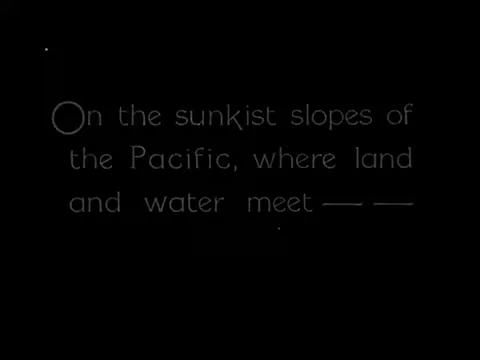 On the sunkist slopes of
the Pacific, where land
and water meet — —